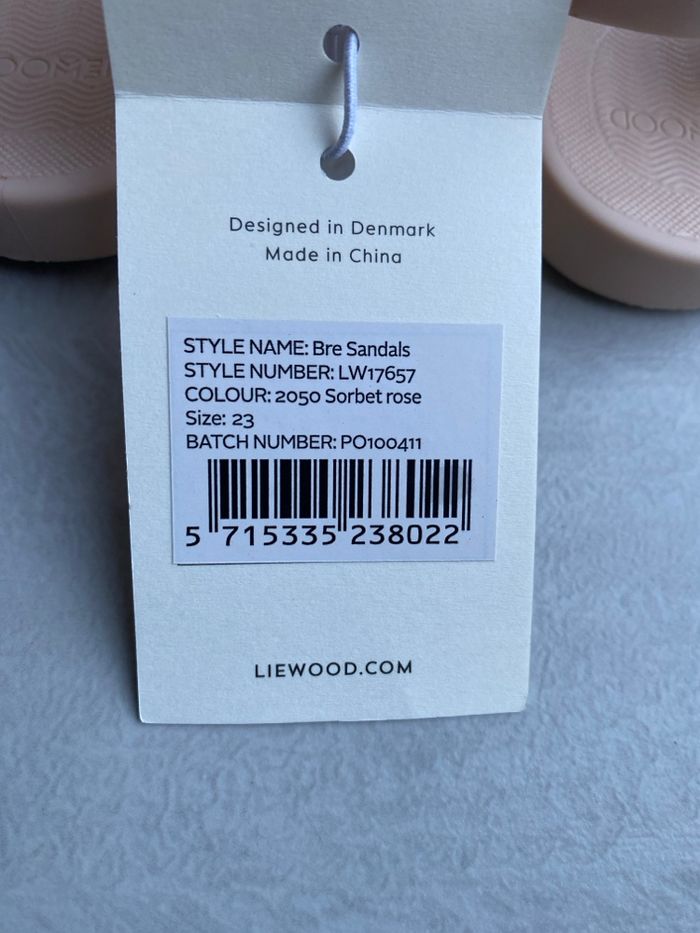 Designed in Denmark
Made in China
STYLE NAME: Bre Sandals
STYLE NUMBER: LW17657
COLOUR: 2050 Sorbet rose
Size: 23
BATCH NUMBER: PO100411
5 715335 238022
LIEWOOD.COM